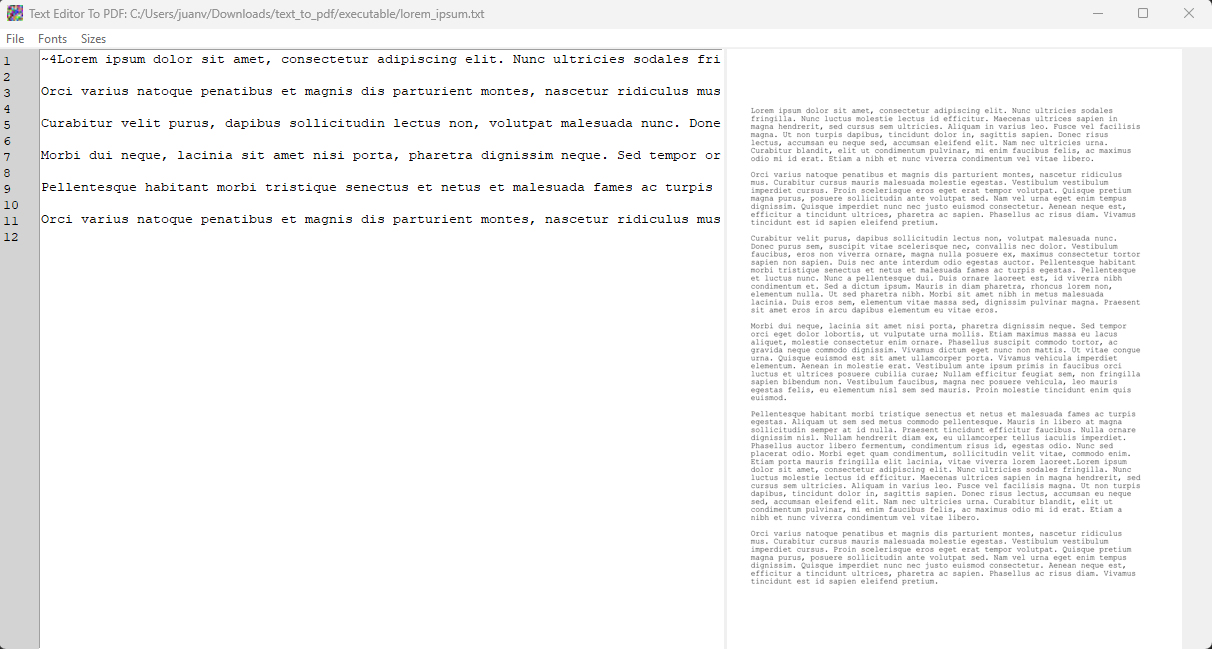 Text Editor To PDF: C:/Users/juanv/Downloads/text_to_pdf/executable/lorem_ipsum.txt
File Fonts Sizes
1 ~4Lorem ipsum dolor sit amet, consectetur adipiscing elit. Nunc ultricies sodales fri
2
3 Orci varius natoque penatibus et magnis dis parturient montes, nascetur ridiculus mus
4
5 Curabitur velit purus, dapibus sollicitudin lectus non, volutpat malesuada nunc. Done
6
7 Morbi dui neque, lacinia sit amet nisi porta, pharetra dignissim neque. Sed tempor or
8
9 Pellentesque habitant morbi tristique senectus et netus et malesuada fames ac turpis
10
11 Orci varius natoque penatibus et magnis dis parturient montes, nascetur ridiculus mus
12
Lorem ipsum dolor sit amet, consectetur adipiscing elit. Nunc ultricies sodales
fringilla. Nunc luctus molestie lectus id efficitur. Maecenas ultrices sapien in
magna hendrerit, sed cursus sem ultricies. Aliquam in varius leo. Fusce vel facilisis
magna. Ut non turpis dapibus, tincidunt dolor in, sagittis sapien. Donec risus
lectus, accumsan eu neque sed, accumsan eleifend elit. Nam nec ultricies urna.
Curabitur blandit, elit ut condimentum pulvinar, mi enim faucibus felis, ac maximus
odio mi id erat. Etiam a nibh et nunc viverra condimentum vel vitae libero.
Orci varius natoque penatibus et magnis dis parturient montes, nascetur ridiculus
mus. Curabitur cursus mauris malesuada molestie egestas. Vestibulum vestibulum
imperdiet cursus. Proin scelerisque eros eget erat tempor volutpat. Quisque pretium
magna purus, posuere sollicitudin ante volutpat sed. Nam vel urna eget enim tempus
dignissim. Quisque imperdiet nunc nec justo euismod consectetur. Aenean neque est,
efficitur a tincidunt ultrices, pharetra ac sapien. Phasellus ac risus diam. Vivamus
tincidunt est id sapien eleifend pretium.
Curabitur velit purus, dapibus sollicitudin lectus non, volutpat malesuada nunc.
Donec purus sem, suscipit vitae scelerisque nec, convallis nec dolor. Vestibulum
faucibus, eros non viverra ornare, magna nulla posuere ex, maximus consectetur tortor
sapien non sapien. Duis nec ante interdum odio egestas auctor. Pellentesque habitant
morbi tristique senectus et netus et malesuada fames ac turpis egestas. Pellentesque
et luctus nunc. Nunc a pellentesque dui. Duis ornare laoreet est, id viverra nibh
condimentum et. Sed a dictum ipsum. Mauris in diam pharetra, rhoncus lorem non,
elementum nulla. Ut sed pharetra nibh. Morbi sit amet nibh in metus malesuada
lacinia. Duis eros sem, elementum vitae massa sed, dignissim pulvinar magna. Praesent
sit amet eros in arcu dapibus elementum eu vitae eros.
Morbi dui neque, lacinia sit amet nisi porta, pharetra dignissim neque. Sed tempor
orci eget dolor lobortis, ut vulputate urna mollis. Etiam maximus massa eu lacus
aliquet, molestie consectetur enim ornare. Phasellus suscipit commodo tortor, ac
gravida neque commodo dignissim. Vivamus dictum eget nunc non mattis. Ut vitae congue
urna. Quisque euismod est sit amet ullamcorper porta. Vivamus vehicula imperdiet
elementum. Aenean in molestie erat. Vestibulum ante ipsum primis in faucibus orci
luctus et ultrices posuere cubilia curae; Nullam efficitur feugiat sem, non fringilla
sapien bibendum non. Vestibulum faucibus, magna nec posuere vehicula, leo mauris
egestas felis, eu elementum nisl sem sed mauris. Proin molestie tincidunt enim quis
euismod.
Pellentesque habitant morbi tristique senectus et netus et malesuada fames ac turpis
egestas. Aliquam ut sem sed metus commodo pellentesque. Mauris in libero at magna
sollicitudin semper at id nulla. Praesent tincidunt efficitur faucibus. Nulla ornare
dignissim nisl. Nullam hendrerit diam ex, eu ullamcorper tellus iaculis imperdiet.
Phasellus auctor libero fermentum, condimentum risus id, egestas odio. Nunc sed
placerat odio. Morbi eget quam condimentum, sollicitudin velit vitae, commodo enim.
Etiam porta mauris fringilla elit lacinia, vitae viverra lorem laoreet.Lorem ipsum
dolor sit amet, consectetur adipiscing elit. Nunc ultricies sodales fringilla. Nunc
luctus molestie lectus id efficitur. Maecenas ultrices sapien in magna hendrerit, sed
cursus sem ultricies. Aliquam in varius leo. Fusce vel facilisis magna. Ut non turpis
dapibus, tincidunt dolor in, sagittis sapien. Donec risus lectus, accumsan eu neque
sed, accumsan eleifend elit. Nam nec ultricies urna. Curabitur blandit, elit ut
condimentum pulvinar, mi enim faucibus felis, ac maximus odio mi id erat. Etiam a
nibh et nunc viverra condimentum vel vitae libero.
Orci varius natoque penatibus et magnis dis parturient montes, nascetur ridiculus
mus. Curabitur cursus mauris malesuada molestie egestas. Vestibulum vestibulum
imperdiet cursus. Proin scelerisque eros eget erat tempor volutpat. Quisque pretium
magna purus, posuere sollicitudin ante volutpat sed. Nam vel urna eget enim tempus
dignissim. Quisque imperdiet nunc nec justo euismod consectetur. Aenean neque est,
efficitur a tincidunt ultrices, pharetra ac sapien. Phasellus ac risus diam. Vivamus
tincidunt est id sapien eleifend pretium.